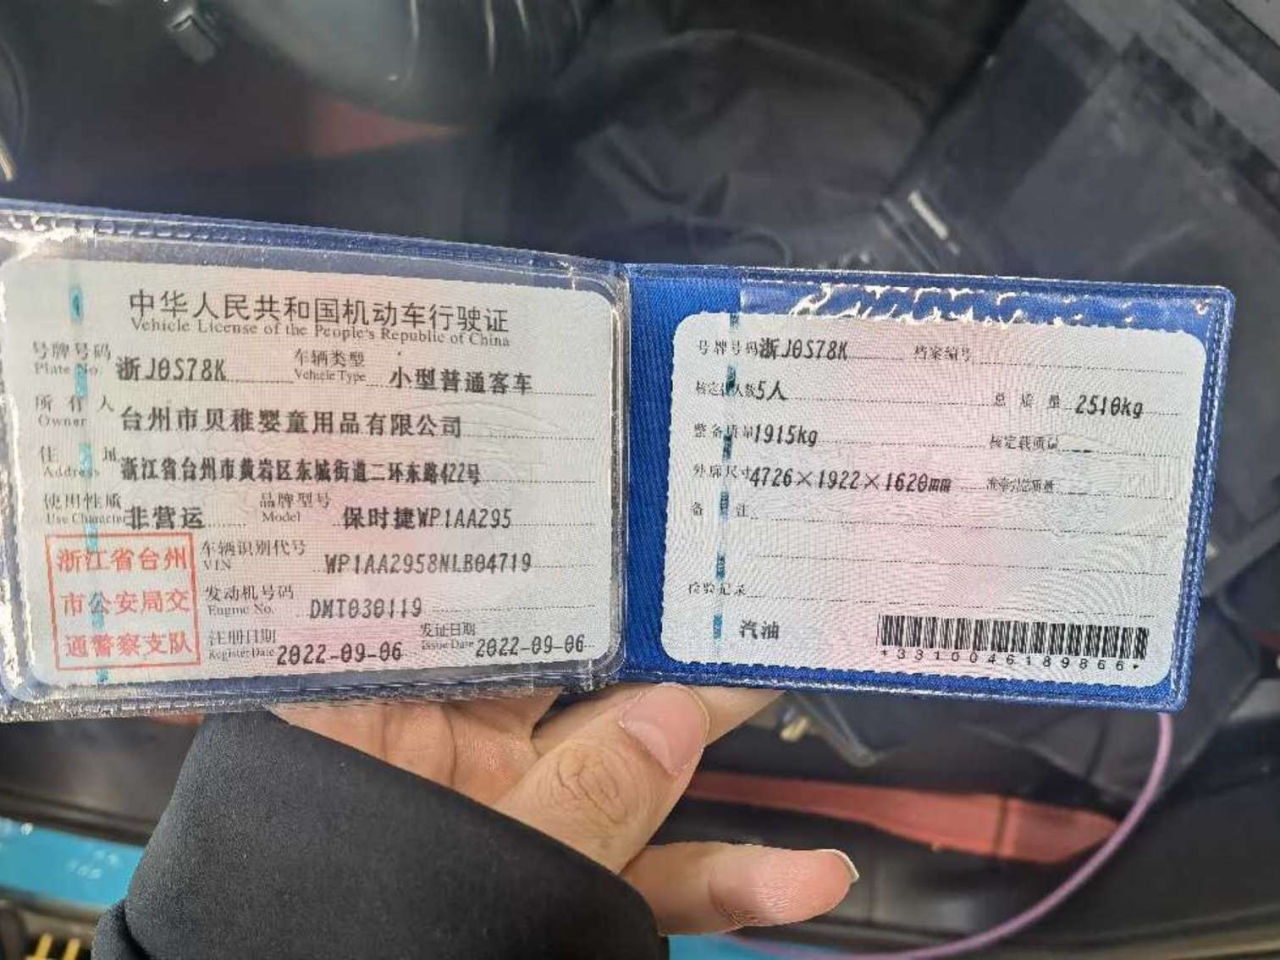 中华人民共和国机动车行驶证
Vehicle License of the People's Republic of China
号牌号码 浙J0S78K 车辆类型 小型普通客车
Plate No. Vehicle Type
所有人 台州市贝稚婴童用品有限公司
Owner
住址 浙江省台州市黄岩区东城街道二环东路422号
Address
使用性质 非营运 品牌型号 保时捷WP1AA295
Use Character Model
浙江省台州
市公安局交
通警察支队
车辆识别代号 WP1AA2958NLB04719
VIN
发动机号码 DMT030119
Engine No.
注册日期 2022-09-06 发证日期 2022-09-06
Register Date Issue Date
号牌号码 浙J0S78K 档案编号
核定载人数 5人 总质量 2510kg
整备质量 1915kg 核定载质量
外廓尺寸 4726×1922×1620mm 准牵引总质量
备注
检验记录
汽油
*3310046189866*